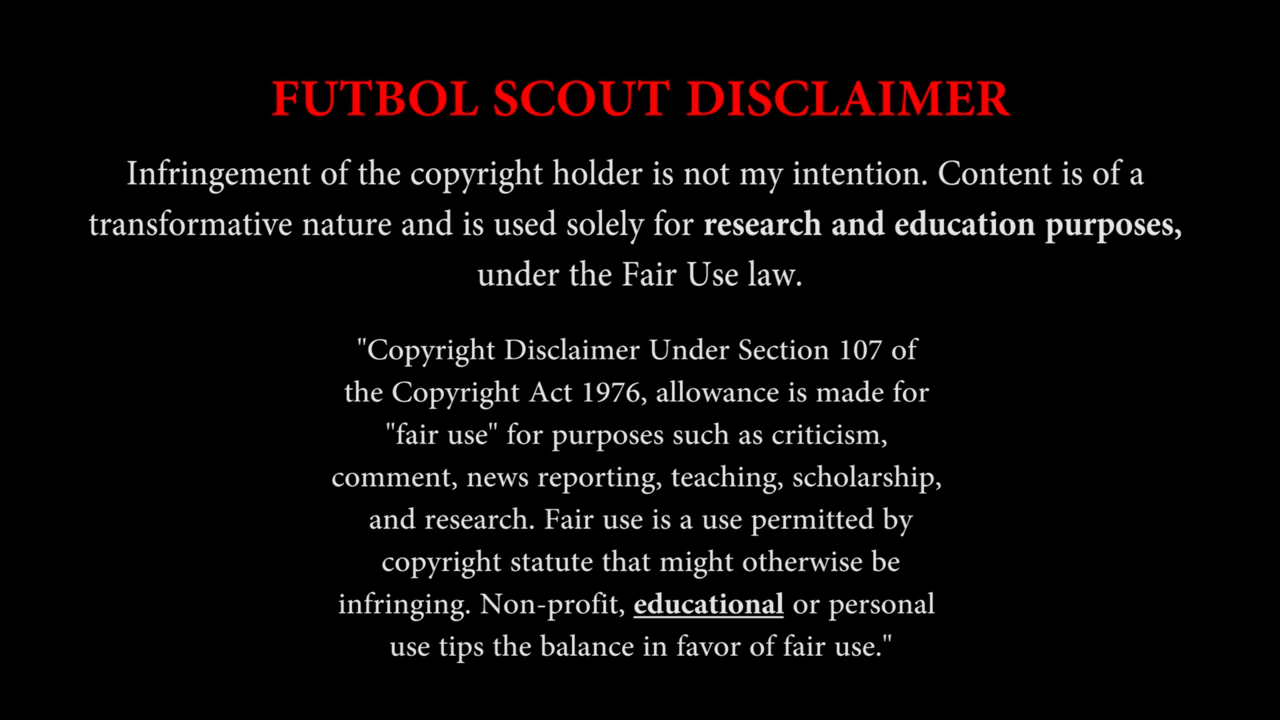 FUTBOL SCOUT DISCLAIMER
Infringement of the copyright holder is not my intention. Content is of a
transformative nature and is used solely for research and education purposes,
under the Fair Use law.
"Copyright Disclaimer Under Section 107 of
the Copyright Act 1976, allowance is made for
"fair use" for purposes such as criticism,
comment, news reporting, teaching, scholarship,
and research. Fair use is a use permitted by
copyright statute that might otherwise be
infringing. Non-profit, educational or personal
use tips the balance in favor of fair use."